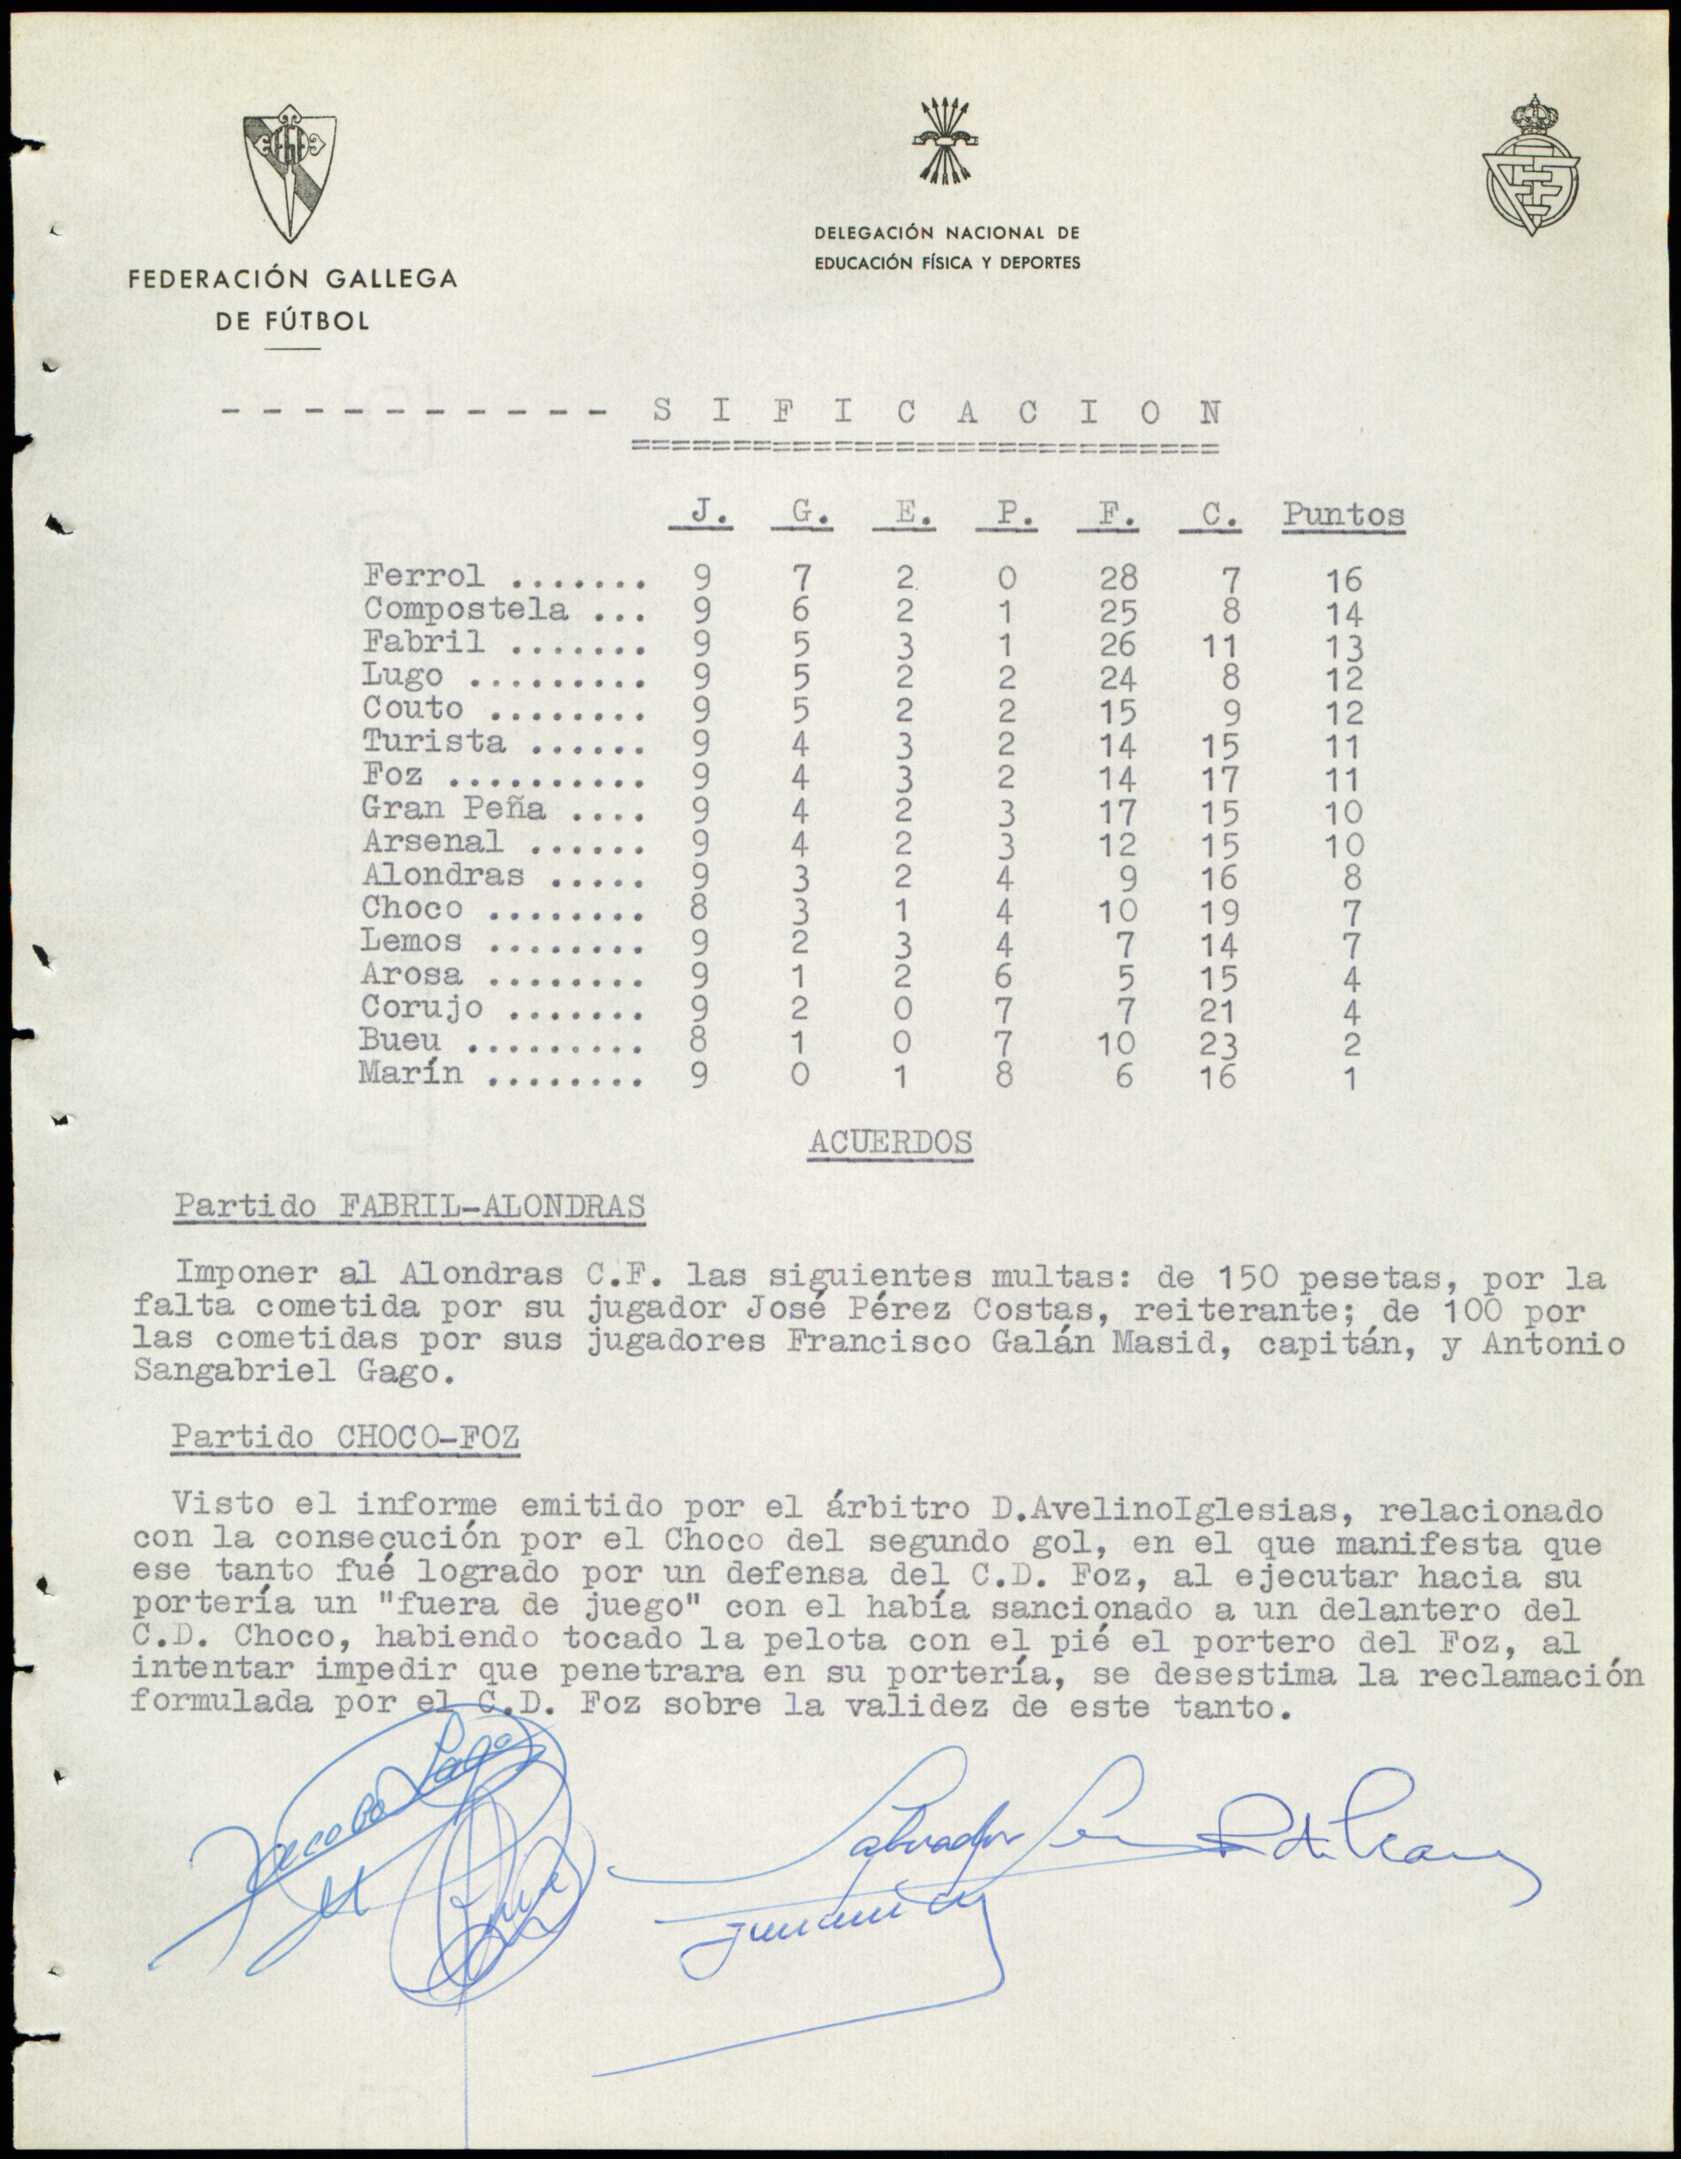 FEDERACIÓN GALLEGA
DE FÚTBOL
DELEGACIÓN NACIONAL DE
EDUCACIÓN FÍSICA Y DEPORTES
- - - - - - - - - - S I F I C A C I O N
=============================
J. G. E. P. F. C. Puntos
Ferrol ....... 9 7 2 0 28 7 16
Compostela ... 9 6 2 1 25 8 14
Fabril ....... 9 5 3 1 26 11 13
Lugo ......... 9 5 2 2 24 8 12
Couto ........ 9 5 2 2 15 9 12
Turista ...... 9 4 3 2 14 15 11
Foz .......... 9 4 3 2 14 17 11
Gran Peña .... 9 4 2 3 17 15 10
Arsenal ...... 9 4 2 3 12 15 10
Alondras ..... 9 3 2 4 9 16 8
Choco ........ 8 3 1 4 10 19 7
Lemos ........ 9 2 3 4 7 14 7
Arosa ........ 9 1 2 6 5 15 4
Corujo ....... 9 2 0 7 7 21 4
Bueu ......... 8 1 0 7 10 23 2
Marín ........ 9 0 1 8 6 16 1
ACUERDOS
Partido FABRIL-ALONDRAS
Imponer al Alondras C.F. las siguientes multas: de 150 pesetas, por la
falta cometida por su jugador José Pérez Costas, reiterante; de 100 por
las cometidas por sus jugadores Francisco Galán Masid, capitán, y Antonio
Sangabriel Gago.
Partido CHOCO-FOZ
Visto el informe emitido por el árbitro D.AvelinoIglesias, relacionado
con la consecución por el Choco del segundo gol, en el que manifesta que
ese tanto fué logrado por un defensa del C.D. Foz, al ejecutar hacia su
portería un "fuera de juego" con el había sancionado a un delantero del
C.D. Choco, habiendo tocado la pelota con el pié el portero del Foz, al
intentar impedir que penetrara en su portería, se desestima la reclamación
formulada por el C.D. Foz sobre la validez de este tanto.
Salvador